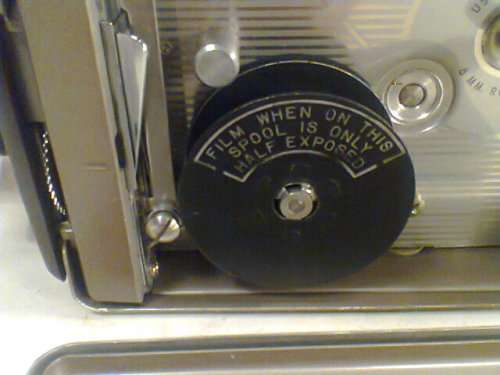 FILM WHEN ON THIS
SPOOL IS ONLY
HALF EXPOSED